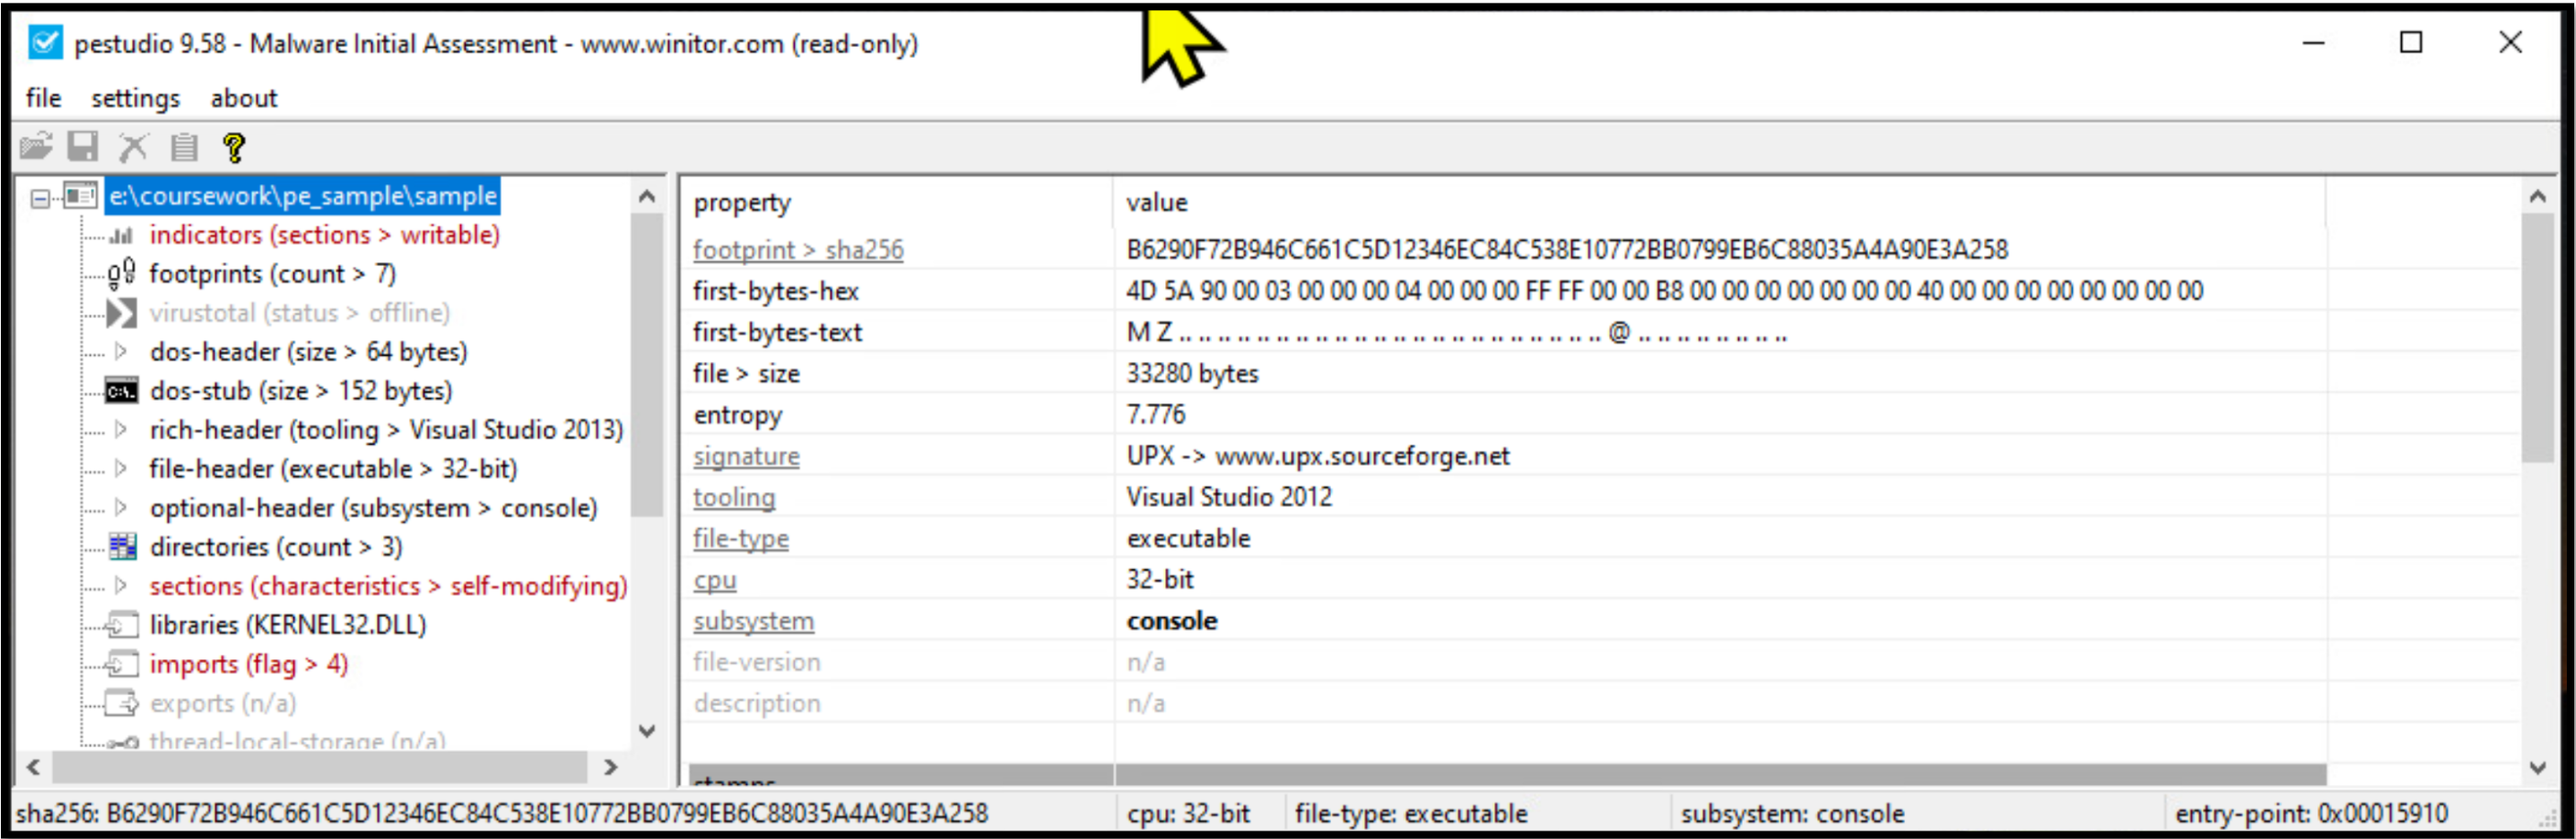 pestudio 9.58 - Malware Initial Assessment - www.winitor.com (read-only)
file settings about
e:\coursework\pe_sample\sample
indicators (sections > writable)
footprints (count > 7)
virustotal (status > offline)
dos-header (size > 64 bytes)
dos-stub (size > 152 bytes)
rich-header (tooling > Visual Studio 2013)
file-header (executable > 32-bit)
optional-header (subsystem > console)
directories (count > 3)
sections (characteristics > self-modifying)
libraries (KERNEL32.DLL)
imports (flag > 4)
exports (n/a)
thread-local-storage (n/a)
property value
footprint > sha256 B6290F72B946C661C5D12346EC84C538E10772BB0799EB6C88035A4A90E3A258
first-bytes-hex 4D 5A 90 00 03 00 00 00 04 00 00 00 FF FF 00 00 B8 00 00 00 00 00 00 00 40 00 00 00 00 00 00 00 00
first-bytes-text M Z .. .. .. .. .. .. .. .. .. .. .. .. .. .. .. .. .. .. .. .. .. .. @ .. .. .. .. .. .. .. ..
file > size 33280 bytes
entropy 7.776
signature UPX -> www.upx.sourceforge.net
tooling Visual Studio 2012
file-type executable
cpu 32-bit
subsystem console
file-version n/a
description n/a
stamps
sha256: B6290F72B946C661C5D12346EC84C538E10772BB0799EB6C88035A4A90E3A258 cpu: 32-bit file-type: executable subsystem: console entry-point: 0x00015910